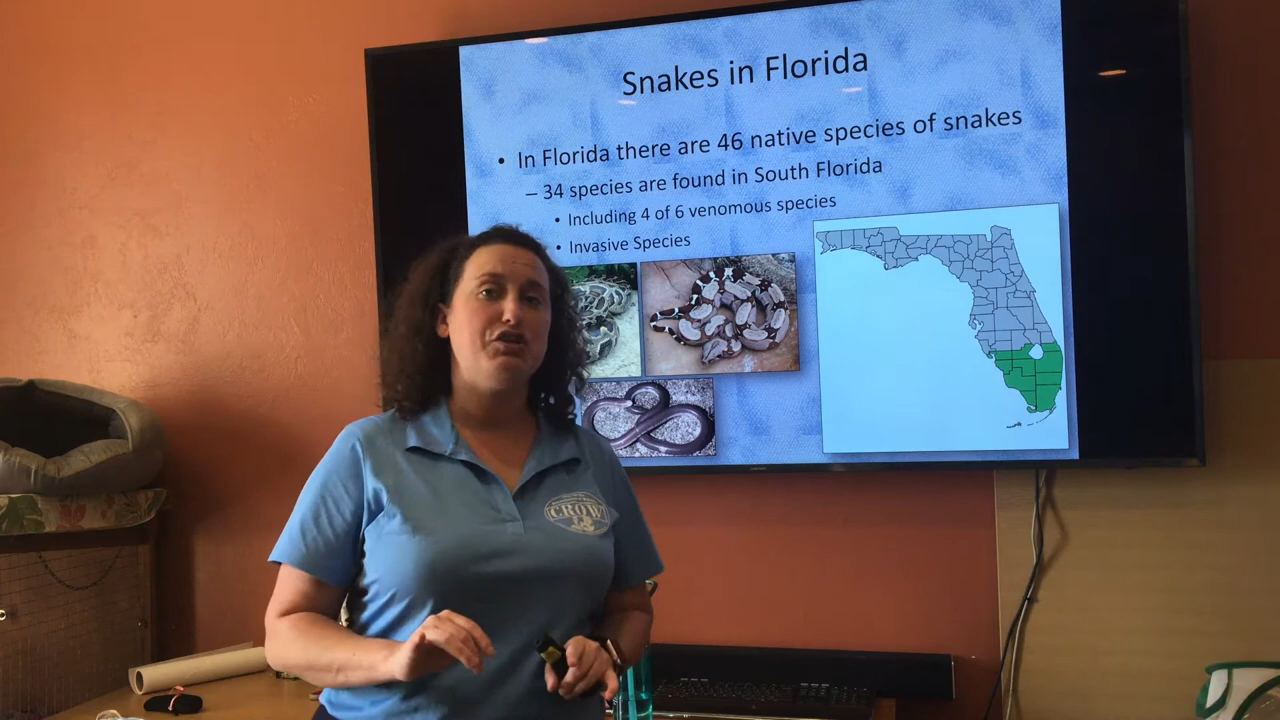 Snakes in Florida
• In Florida there are 46 native species of snakes
– 34 species are found in South Florida
• Including 4 of 6 venomous species
• Invasive Species
CROW